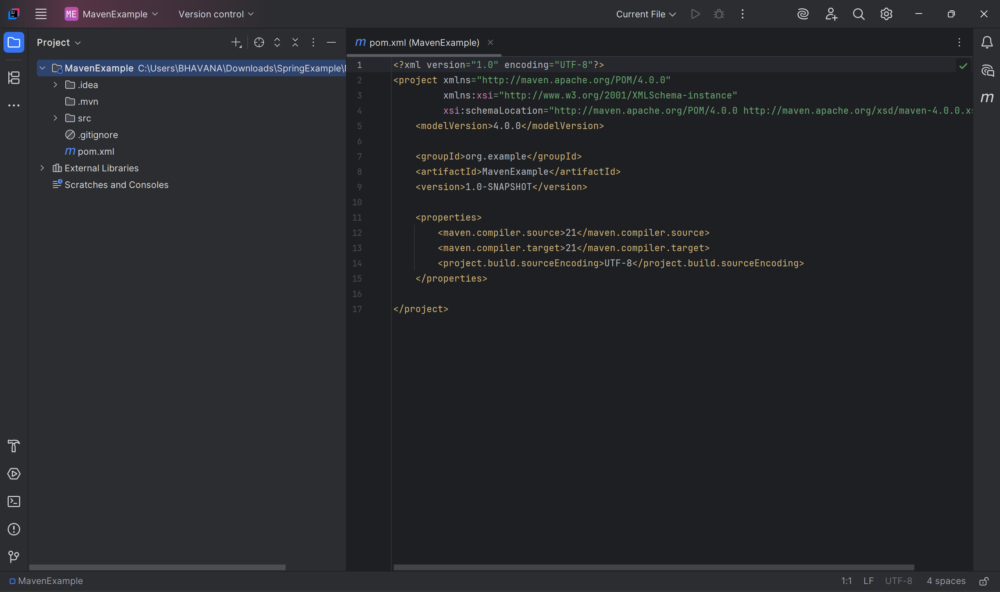 ME MavenExample Version control Current File
Project
pom.xml (MavenExample)
MavenExample C:\Users\BHAVANA\Downloads\SpringExample\
.idea
.mvn
src
.gitignore
m pom.xml
External Libraries
Scratches and Consoles
1 <?xml version="1.0" encoding="UTF-8"?>
2 <project xmlns="http://maven.apache.org/POM/4.0.0"
3 xmlns:xsi="http://www.w3.org/2001/XMLSchema-instance"
4 xsi:schemaLocation="http://maven.apache.org/POM/4.0.0 http://maven.apache.org/xsd/maven-4.0.0.x
5 <modelVersion>4.0.0</modelVersion>
6
7 <groupId>org.example</groupId>
8 <artifactId>MavenExample</artifactId>
9 <version>1.0-SNAPSHOT</version>
10
11 <properties>
12 <maven.compiler.source>21</maven.compiler.source>
13 <maven.compiler.target>21</maven.compiler.target>
14 <project.build.sourceEncoding>UTF-8</project.build.sourceEncoding>
15 </properties>
16
17 </project>
MavenExample
1:1 LF UTF-8 4 spaces